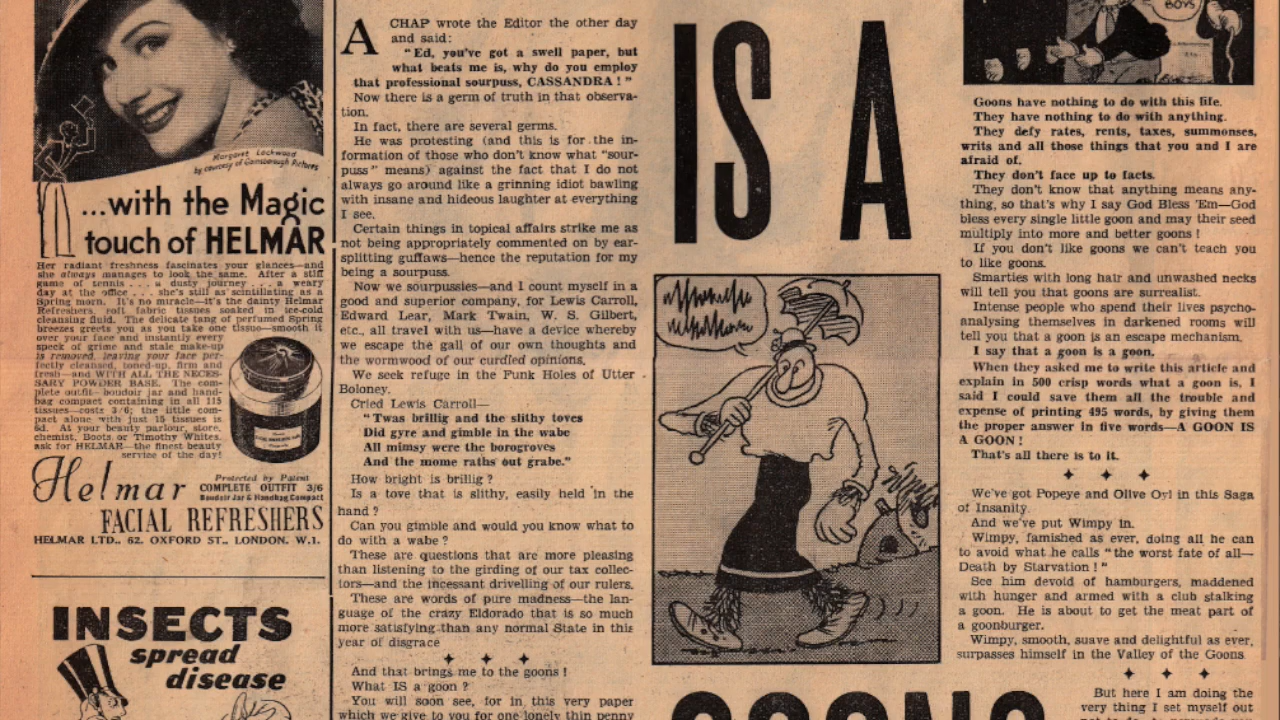 Margaret Lockwood
by courtesy of Gainsborough Pictures
...with the Magic
touch of HELMAR
Her radiant freshness fascinates your glances—and
she always manages to look the same. After a stiff
game of tennis . . . a dusty journey . . . a weary
day at the office . . . she's still as scintillating as a
Spring morn. It's no miracle—it's the dainty Helmar
Refreshers, soft fabric tissues soaked in ice-cold
cleansing fluid. The delicate tang of perfumed Spring
breezes greets you as you take one tissue—smooth it
over your face and instantly every
speck of grime and stale make-up
is removed, leaving your face per-
fectly cleansed, toned-up, firm and
fresh—and WITH ALL THE NECES-
SARY POWDER BASE. The com-
plete outfit—boudoir jar and hand-
bag compact containing in all 115
tissues—costs 3/6; the little com-
pact alone with just 15 tissues is
6d. At your beauty parlour, store,
chemist, Boots or Timothy Whites,
ask for HELMAR—the finest beauty
service of the day!
Helmar
Protected by Patent
COMPLETE OUTFIT 3/6
Boudoir Jar & Handbag Compact
FACIAL REFRESHERS
HELMAR LTD., 62, OXFORD ST., LONDON, W.1.
INSECTS
spread
disease
A CHAP wrote the Editor the other day
and said:
"Ed, you've got a swell paper, but
what beats me is, why do you employ
that professional sourpuss, CASSANDRA!"
Now there is a germ of truth in that observa-
tion.
In fact, there are several germs.
He was protesting (and this is for the in-
formation of those who don't know what "sour-
puss" means) against the fact that I do not
always go around like a grinning idiot bawling
with insane and hideous laughter at everything
I see.
Certain things in topical affairs strike me as
not being appropriately commented on by ear-
splitting guffaws—hence the reputation for my
being a sourpuss.
Now we sourpussies—and I count myself in a
good and superior company, for Lewis Carroll,
Edward Lear, Mark Twain, W. S. Gilbert,
etc., all travel with us—have a device whereby
we escape the gall of our own thoughts and
the wormwood of our curdled opinions.
We seek refuge in the Funk Holes of Utter
Boloney.
Cried Lewis Carroll—
"Twas brillig and the slithy toves
Did gyre and gimble in the wabe
All mimsy were the borogroves
And the mome raths out grabe."
How bright is brillig ?
Is a tove that is slithy, easily held in the
hand ?
Can you gimble and would you know what to
do with a wabe ?
These are questions that are more pleasing
than listening to the girding of our tax collec-
tors—and the incessant drivelling of our rulers.
These are words of pure madness—the lan-
guage of the crazy Eldorado that is so much
more satisfying than any normal State in this
year of disgrace
And that brings me to the goons !
What IS a goon ?
You will soon see, for in this very paper
which we give to you for one lonely thin penny
IS A
GOONS
BOYS
Goons have nothing to do with this life.
They have nothing to do with anything.
They defy rates, rents, taxes, summonses,
writs and all those things that you and I are
afraid of.
They don't face up to facts.
They don't know that anything means any-
thing, so that's why I say God Bless 'Em—God
bless every single little goon and may their seed
multiply into more and better goons !
If you don't like goons we can't teach you
to like goons.
Smarties with long hair and unwashed necks
will tell you that goons are surrealist.
Intense people who spend their lives psycho-
analysing themselves in darkened rooms will
tell you that a goon is an escape mechanism.
I say that a goon is a goon.
When they asked me to write this article and
explain in 500 crisp words what a goon is, I
said I could save them all the trouble and
expense of printing 495 words, by giving them
the proper answer in five words—A GOON IS
A GOON !
That's all there is to it.
We've got Popeye and Olive Oyl in this Saga
of Insanity.
And we've put Wimpy in.
Wimpy, famished as ever, doing all he can
to avoid what he calls "the worst fate of all—
Death by Starvation !"
See him devoid of hamburgers, maddened
with hunger and armed with a club stalking
a goon. He is about to get the meat part of
a goonburger.
Wimpy, smooth, suave and delightful as ever,
surpasses himself in the Valley of the Goons
But here I am doing the
very thing I set myself out